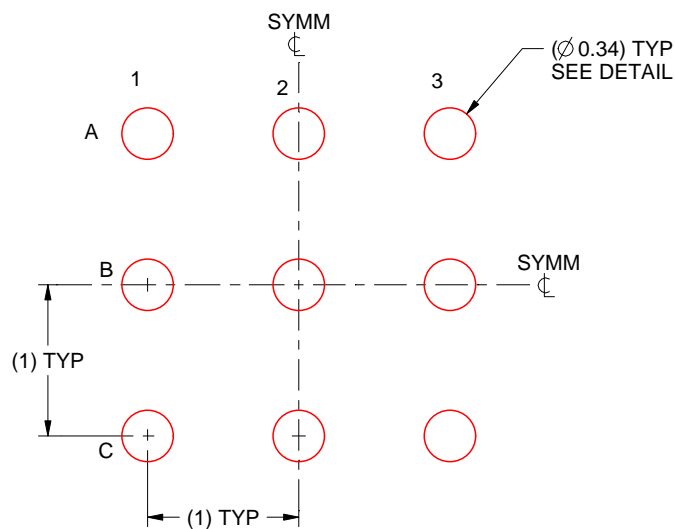 SYMM
℄
(∅ 0.34) TYP
SEE DETAIL
1
2
3
A
B
SYMM
℄
(1) TYP
C
(1) TYP